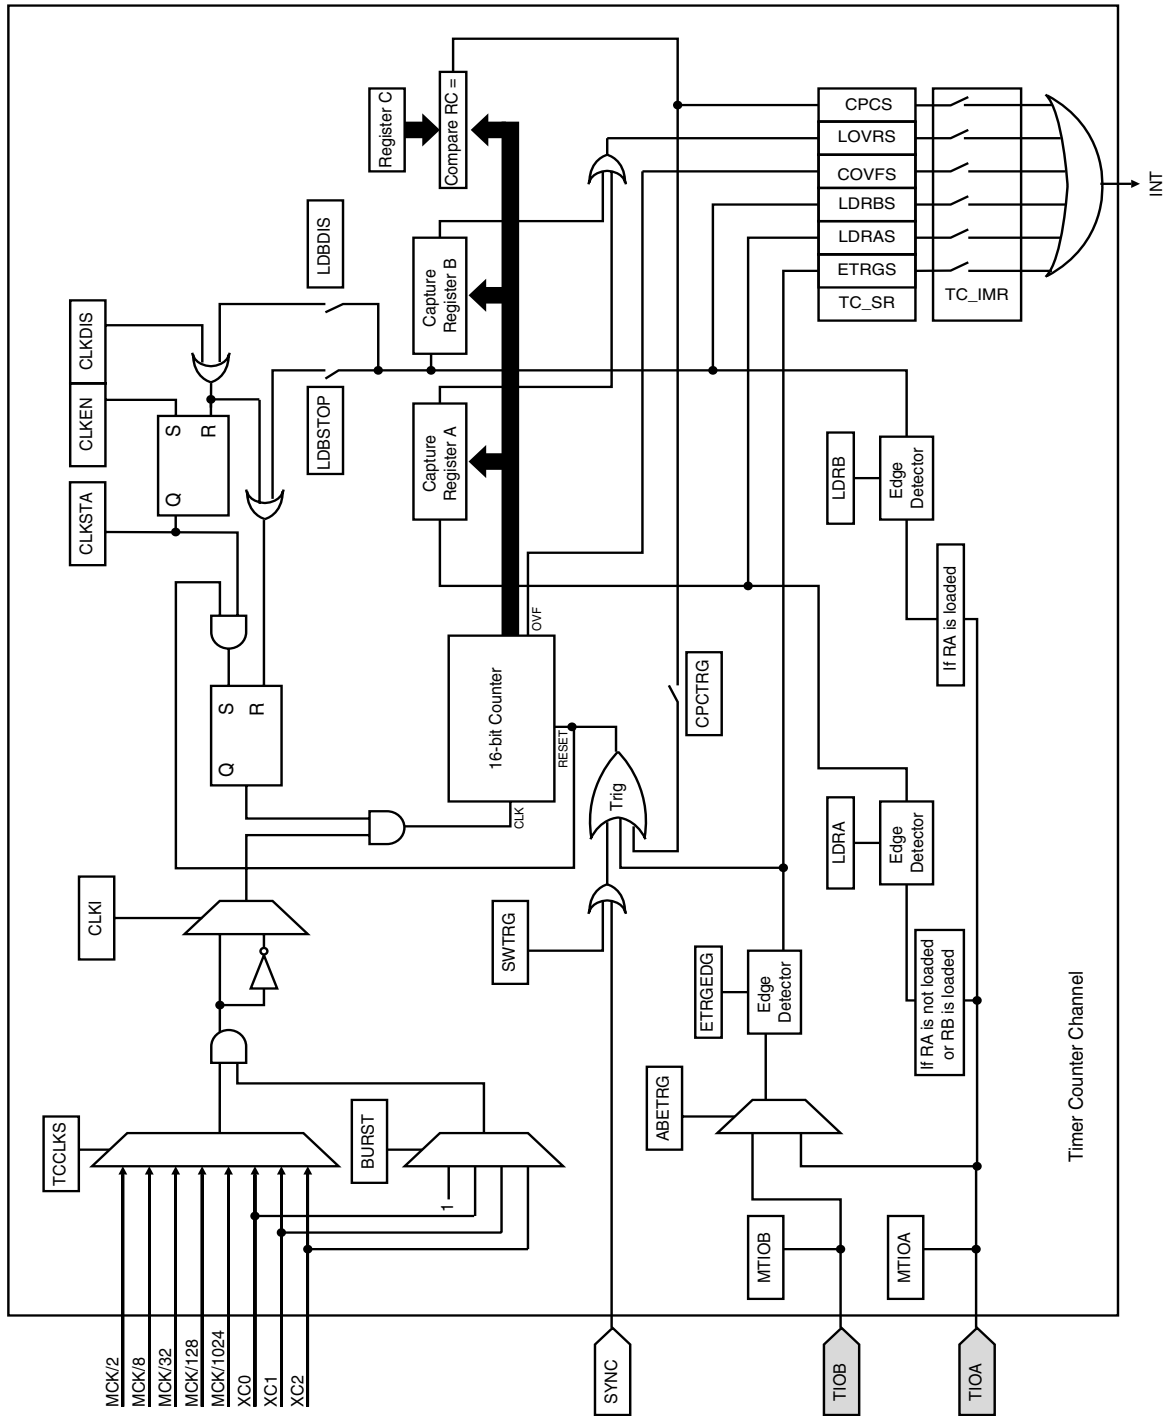 TCCLKS
MCK/2
MCK/8
MCK/32
MCK/128
MCK/1024
XC0
XC1
XC2
BURST
1
CLKI
CLKSTA
CLKEN
CLKDIS
Q
S
R
Q
S
R
LDBSTOP
LDBDIS
Register C
Capture
Register A
Capture
Register B
Compare RC =
16-bit Counter
CLK
RESET
OVF
SYNC
SWTRG
Trig
CPCTRG
ABETRG
ETRGEDG
Edge
Detector
MTIOB
TIOB
MTIOA
TIOA
LDRA
Edge
Detector
If RA is not loaded
or RB is loaded
LDRB
Edge
Detector
If RA is loaded
CPCS
LOVRS
COVFS
LDRBS
LDRAS
ETRGS
TC_SR
TC_IMR
INT
Timer Counter Channel